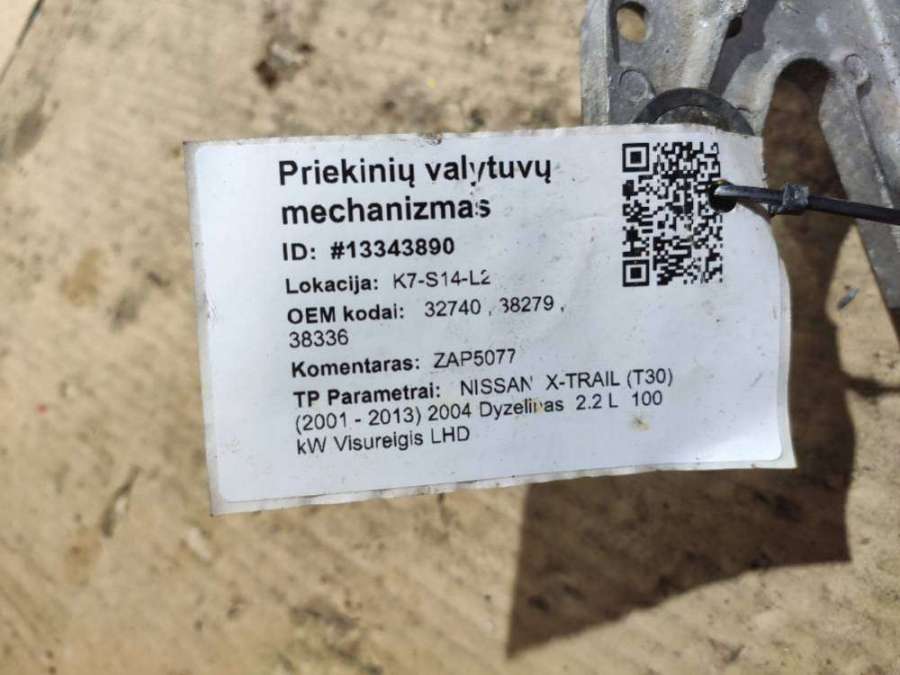 Priekinių valytuvų
mechanizmas
ID: #13343890
Lokacija: K7-S14-L2
OEM kodai: 32740 , 38279 ,
38336
Komentaras: ZAP5077
TP Parametrai: NISSAN X-TRAIL (T30)
(2001 - 2013) 2004 Dyzelinas 2.2 L 100
kW Visureigis LHD